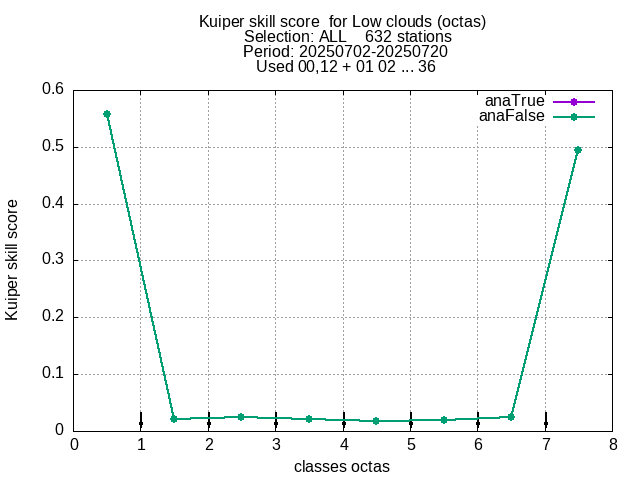 Kuiper skill score  for Low clouds (octas)
Selection: ALL    632 stations
Period: 20250702-20250720
Used 00,12 + 01 02 ... 36
anaTrue
anaFalse
0.6
0.5
0.4
0.3
0.2
0.1
0
Kuiper skill score
0 1 2 3 4 5 6 7 8
classes octas